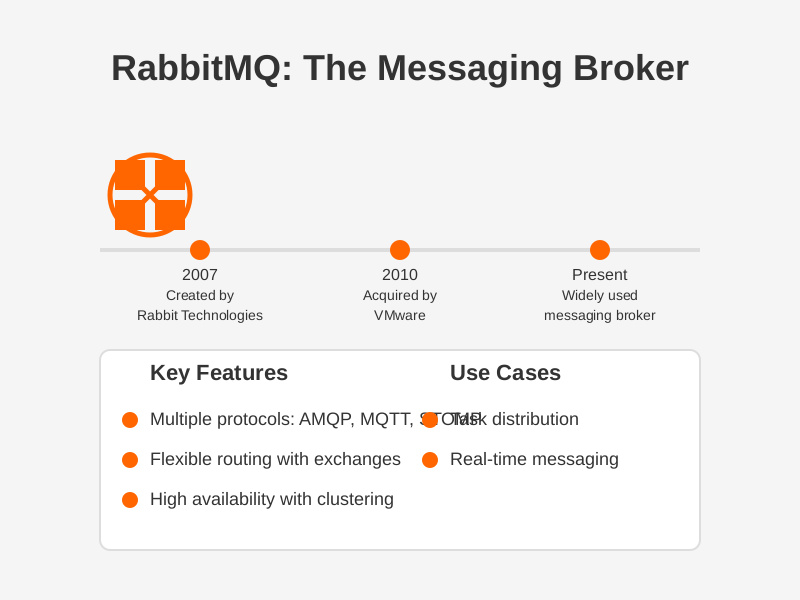 RabbitMQ: The Messaging Broker
2007
Created by
Rabbit Technologies
2010
Acquired by
VMware
Present
Widely used
messaging broker
Key Features
Multiple protocols: AMQP, MQTT, STOMP
Flexible routing with exchanges
High availability with clustering
Use Cases
Task distribution
Real-time messaging